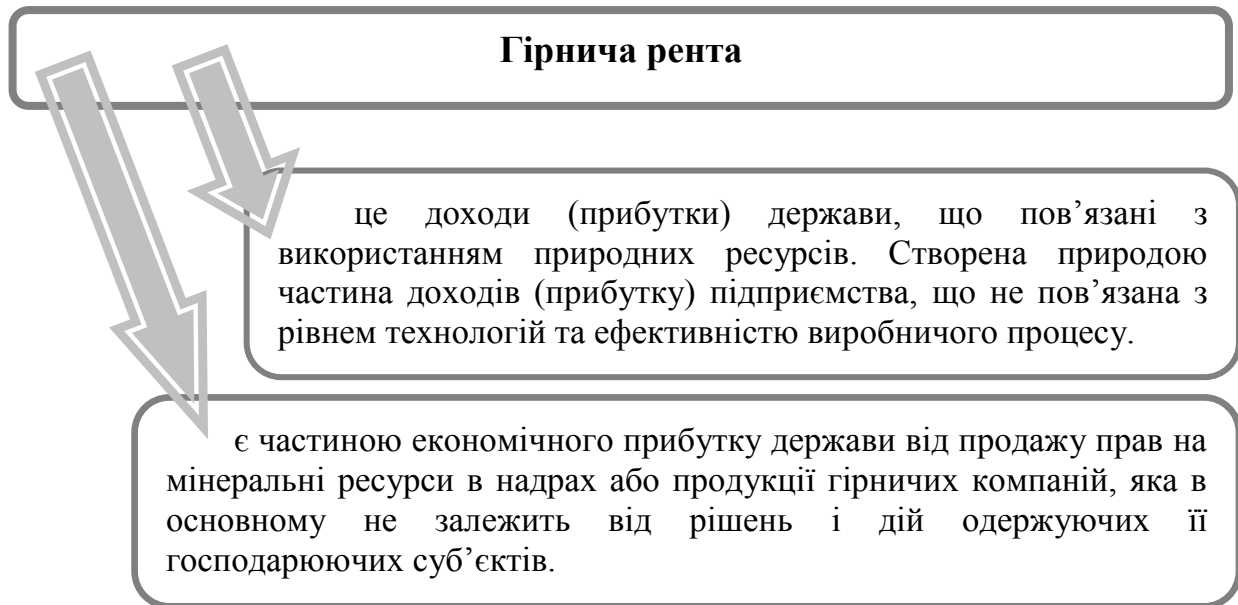 Гірнича рента
це доходи (прибутки) держави, що пов’язані з
використанням природних ресурсів. Створена природою
частина доходів (прибутку) підприємства, що не пов’язана з
рівнем технологій та ефективністю виробничого процесу.
є частиною економічного прибутку держави від продажу прав на
мінеральні ресурси в надрах або продукції гірничих компаній, яка в
основному не залежить від рішень і дій одержуючих її
господарюючих суб’єктів.